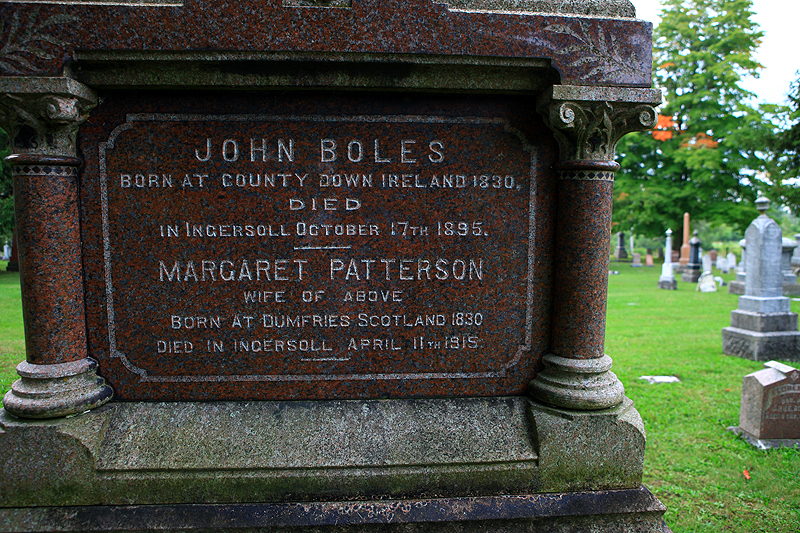 JOHN BOLES
BORN AT COUNTY DOWN IRELAND 1830.
DIED
IN INGERSOLL OCTOBER 17TH 1895.
MARGARET PATTERSON
WIFE OF ABOVE
BORN AT DUMFRIES SCOTLAND 1830
DIED IN INGERSOLL, APRIL 11TH 1915.